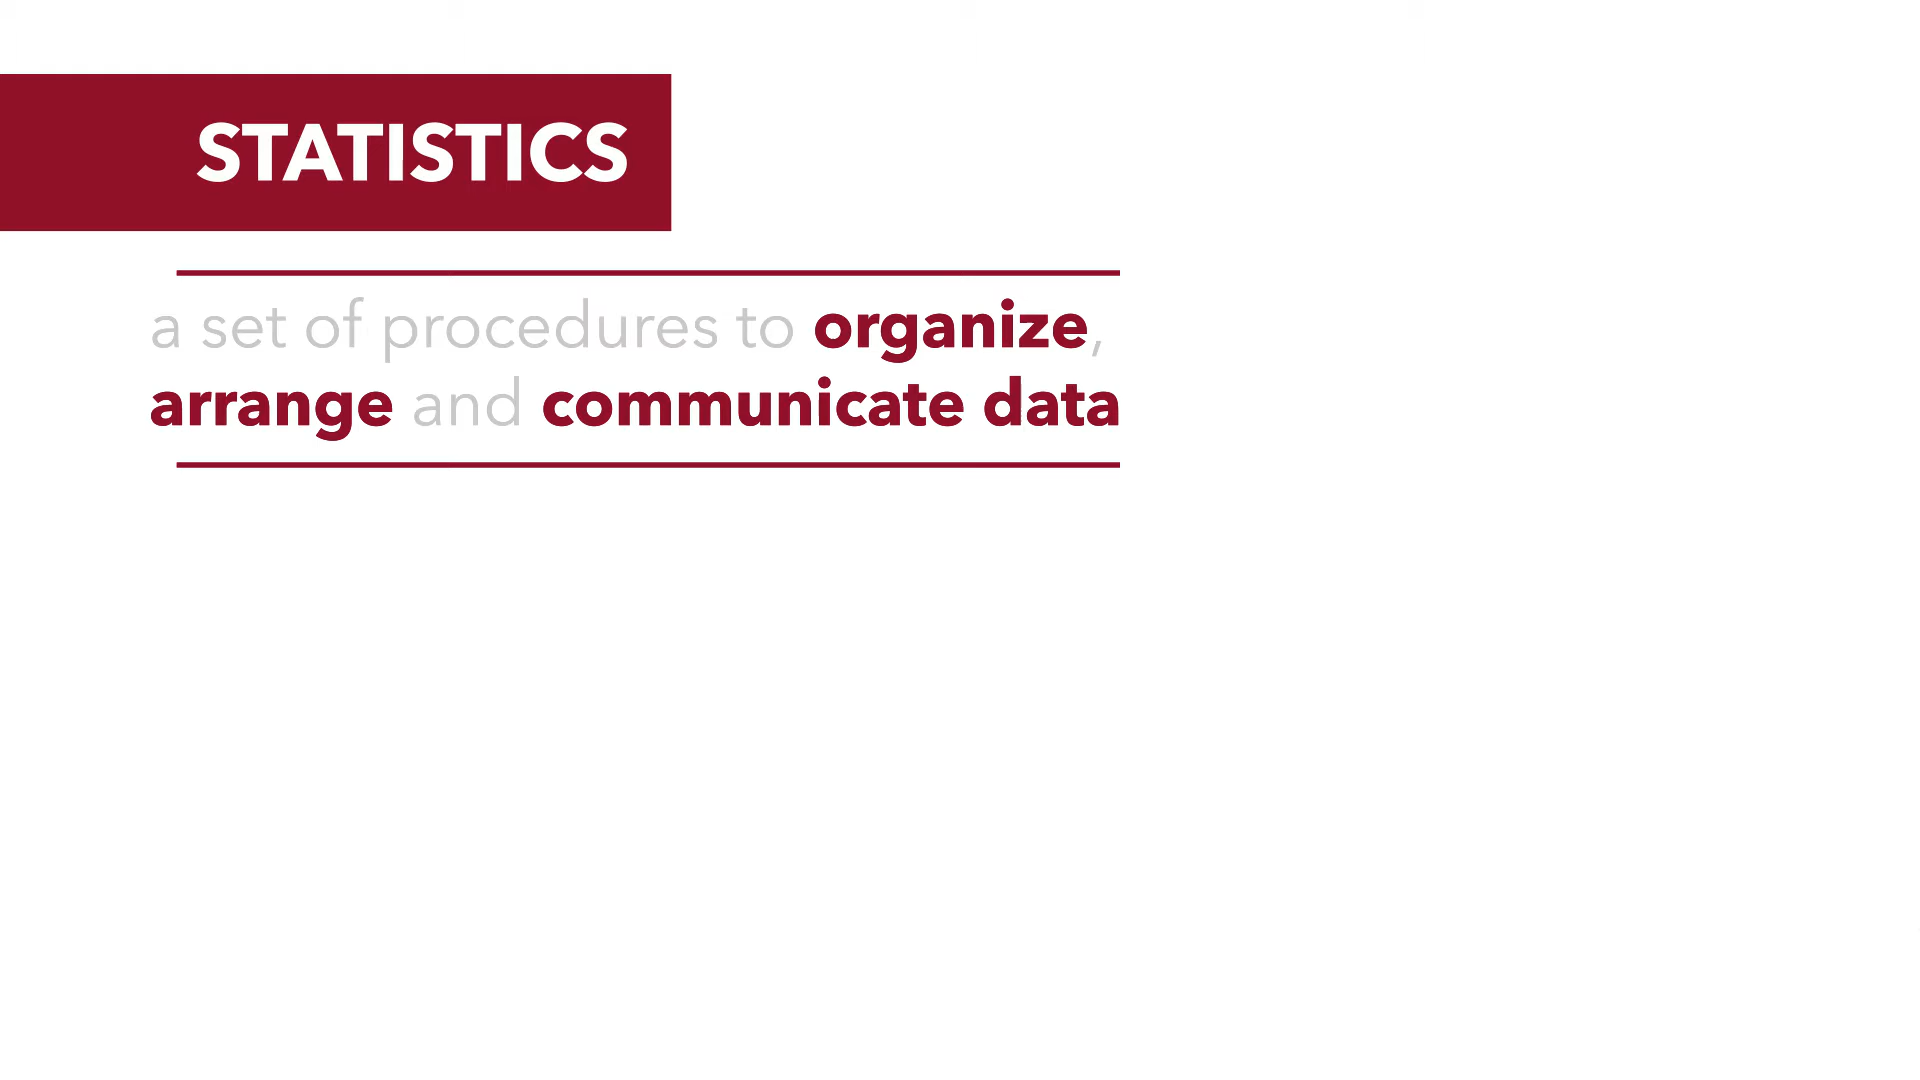 STATISTICS
a set of procedures to organize,
arrange and communicate data